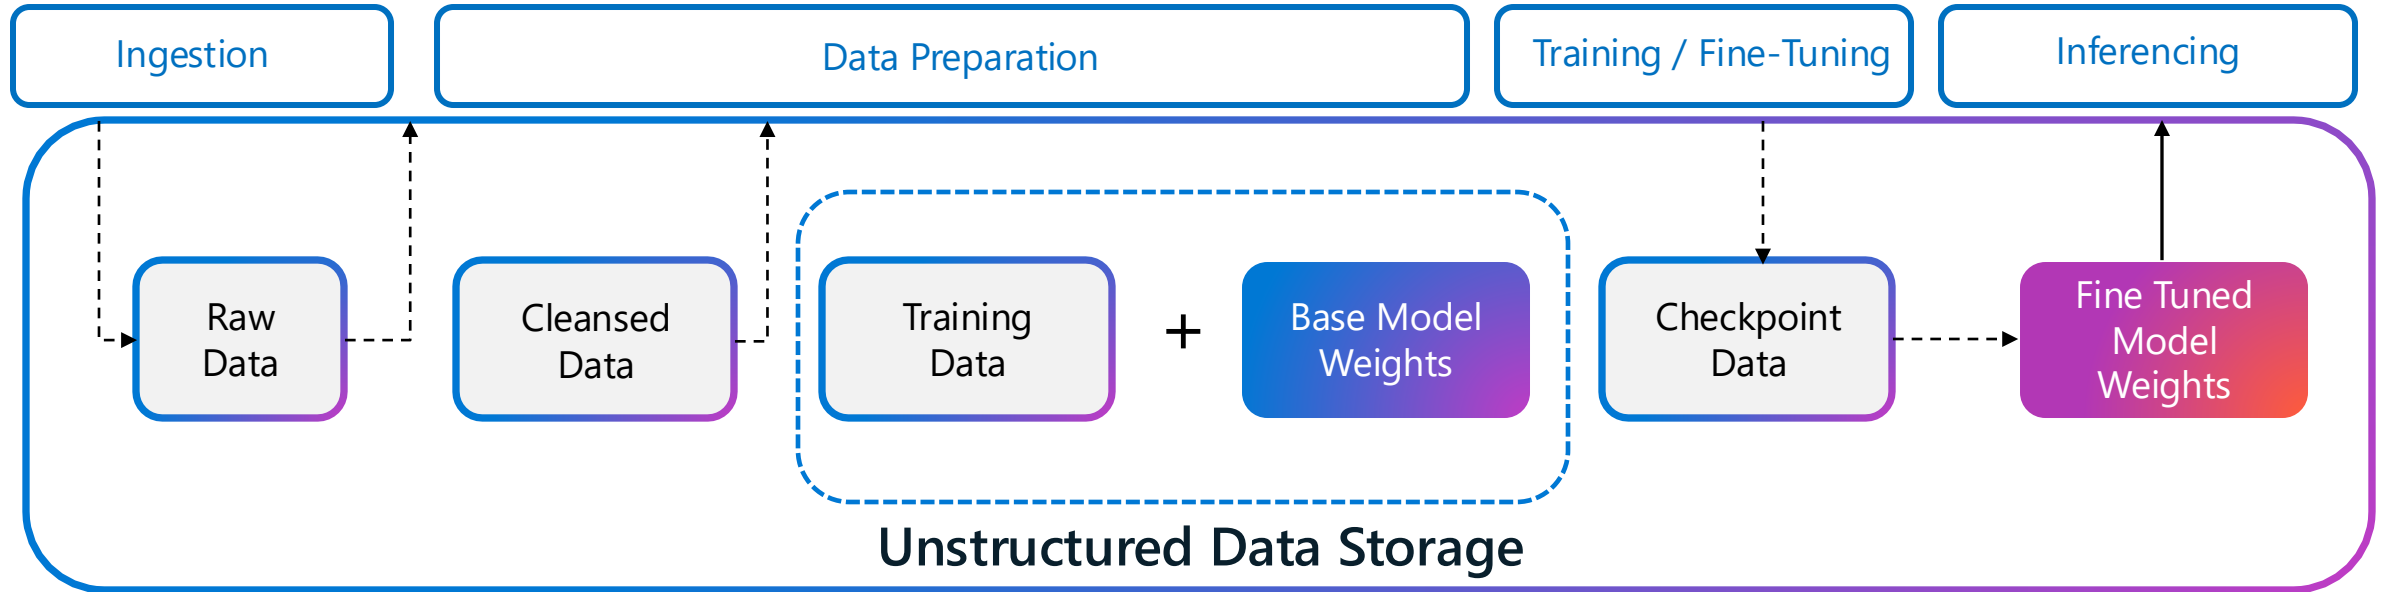 Ingestion
Data Preparation
Training / Fine-Tuning
Inferencing
Raw
Data
Cleansed
Data
Training
Data
+
Base Model
Weights
Checkpoint
Data
Fine Tuned
Model
Weights
Unstructured Data Storage